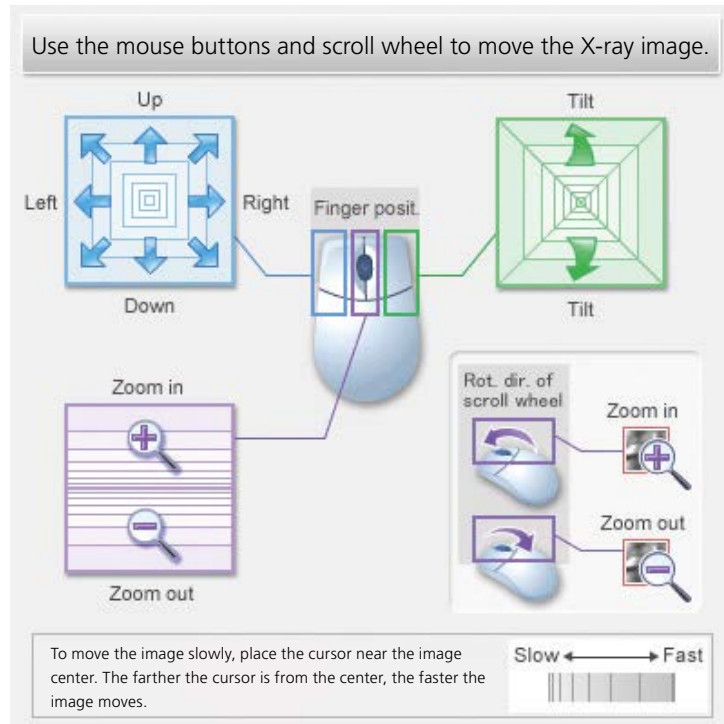 Use the mouse buttons and scroll wheel to move the X-ray image.
Up
Tilt
Left
Right
Finger posit.
Down
Tilt
Zoom in
Rot. dir. of
scroll wheel
Zoom in
Zoom out
Zoom out
To move the image slowly, place the cursor near the image
center. The farther the cursor is from the center, the faster the
image moves.
Slow
Fast